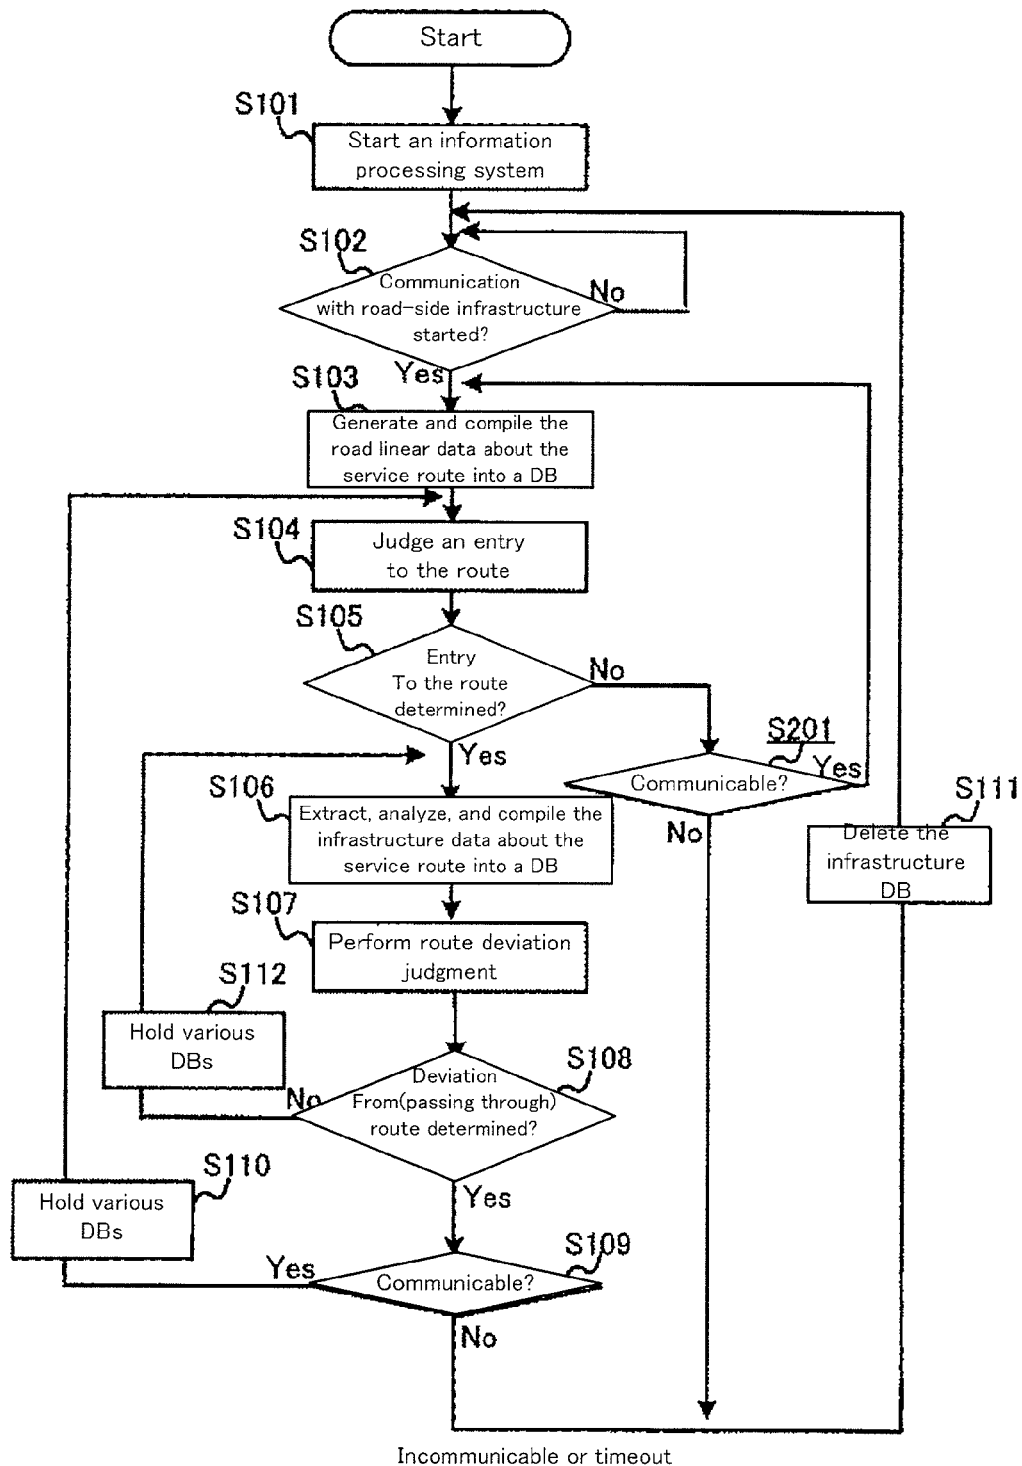 Start
S101
Start an information
processing system
S102
Communication
with road-side infrastructure
started?
No
Yes
S103
Generate and compile the
road linear data about the
service route into a DB
S104
Judge an entry
to the route
S105
Entry
To the route
determined?
No
Yes
S201
Communicable?
Yes
No
S106
Extract, analyze, and compile the
infrastructure data about the
service route into a DB
S111
Delete the
infrastructure
DB
S107
Perform route deviation
judgment
S112
Hold various
DBs
S108
Deviation
From(passing through)
route determined?
No
Yes
S110
Hold various
DBs
S109
Communicable?
Yes
No
Incommunicable or timeout